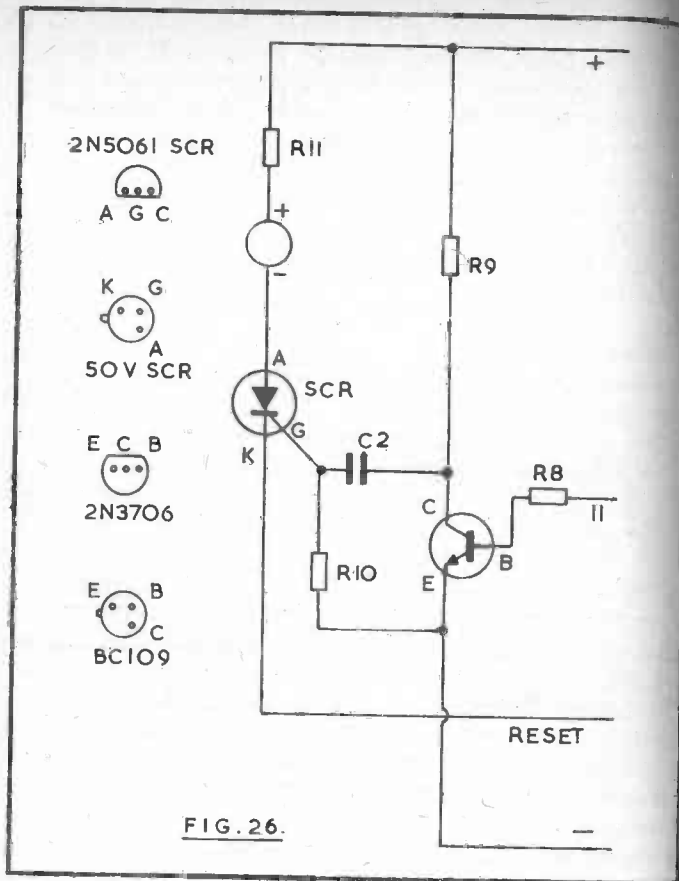 +
2N5061 SCR
R11
A G C
+
-
R9
K G
A
50V SCR
A
SCR
G
K
C2
E C B
2N3706
R8
11
C
B
E
R10
E B
C
BC109
RESET
FIG. 26.
-